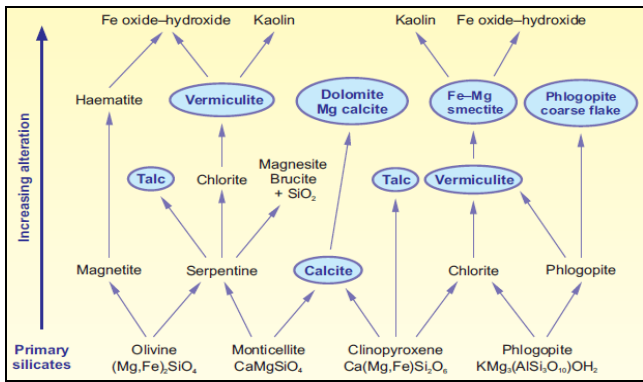 Fe oxide–hydroxide Kaolin Kaolin Fe oxide–hydroxide
Haematite
Vermiculite
Dolomite
Mg calcite
Fe–Mg
smectite
Phlogopite
coarse flake
Talc
Chlorite
Magnesite
Brucite
+ SiO₂
Talc
Vermiculite
Magnetite
Serpentine
Calcite
Chlorite
Phlogopite
Increasing alteration
Primary
silicates
Olivine
(Mg,Fe)₂SiO₄
Monticellite
CaMgSiO₄
Clinopyroxene
Ca(Mg,Fe)Si₂O₆
Phlogopite
KMg₃(AlSi₃O₁₀)OH₂